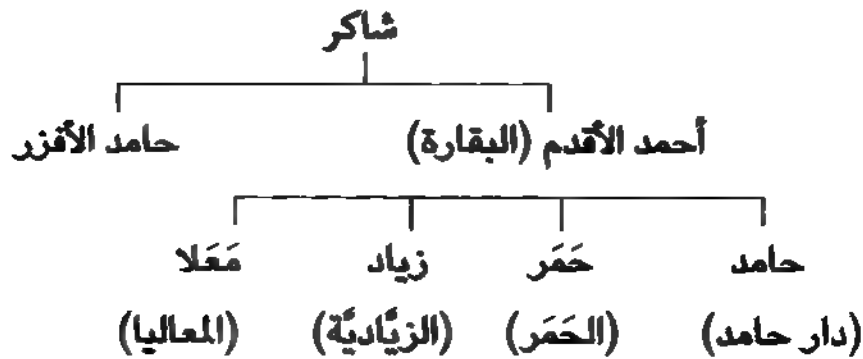 شاكر
أحمد الأقدم (البقارة) حامد الأفزر
حامد حَمَر زياد مَعَلا
(دار حامد) (الحَمَر) (الزيَّاديَّة) (المعاليا)